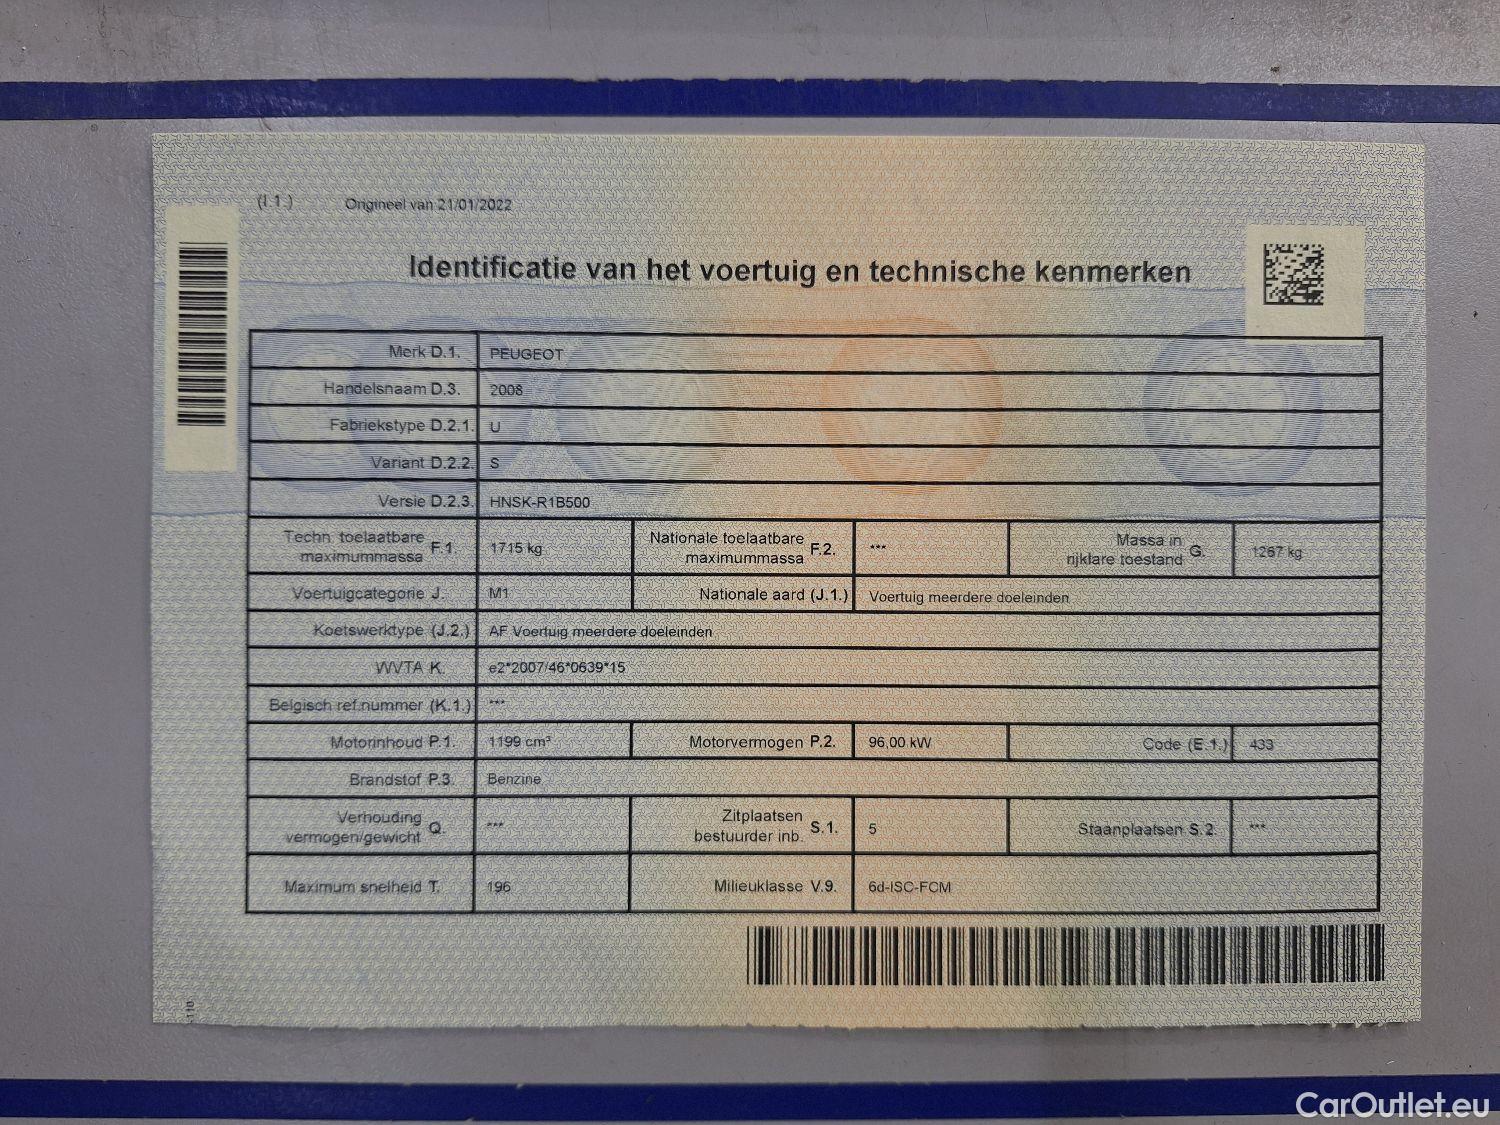 (I.1.) Origineel van 21/01/2022
Identificatie van het voertuig en technische kenmerken
Merk D.1. PEUGEOT
Handelsnaam D.3. 2008
Fabriekstype D.2.1. U
Variant D.2.2. S
Versie D.2.3. HNSK-R1B500
Techn. toelaatbare
maximummassa F.1. 1715 kg
Nationale toelaatbare
maximummassa F.2. ***
Massa in
rijklare toestand G. 1267 kg
Voertuigcategorie J. M1
Nationale aard (J.1.) Voertuig meerdere doeleinden
Koetswerktype (J.2.) AF Voertuig meerdere doeleinden
WVTA K. e2*2007/46*0639*15
Belgisch ref.nummer (K.1.) ***
Motorinhoud P.1. 1199 cm³
Motorvermogen P.2. 96,00 kW
Code (E.1.) 433
Brandstof P.3. Benzine
Verhouding
vermogen/gewicht Q. ***
Zitplaatsen
bestuurder inb. S.1. 5
Staanplaatsen S.2. ***
Maximum snelheid T. 196
Milieuklasse V.9. 6d-ISC-FCM
-110
CarOutlet.eu